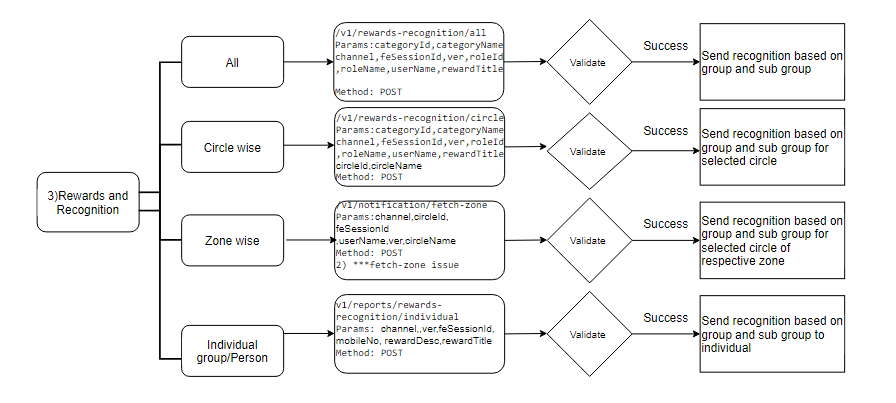 3)Rewards and
Recognition
All
/v1/rewards-recognition/all
Params:categoryId,categoryName
channel,feSessionId,ver,roleId
,roleName,userName,rewardTitle
Method: POST
Validate
Success
Send recognition based on
group and sub group
Circle wise
/v1/rewards-recognition/circle
Params:categoryId,categoryName
channel,feSessionId,ver,roleId
,roleName,userName,rewardTitle
circleId,circleName
Method: POST
Validate
Success
Send recognition based on
group and sub group for
selected circle
Zone wise
/v1/notification/fetch-zone
Params:channel,circleId,
feSessionId
,userName,ver,circleName
Method: POST
2) ***fetch-zone issue
Validate
Success
Send recognition based on
group and sub group for
selected circle of
respective zone
Individual
group/Person
v1/reports/rewards-
recognition/individual
Params: channel,,ver,feSessionId,
mobileNo, rewardDesc,rewardTitle
Method: POST
Validate
Success
Send recognition based on
group and sub group to
individual